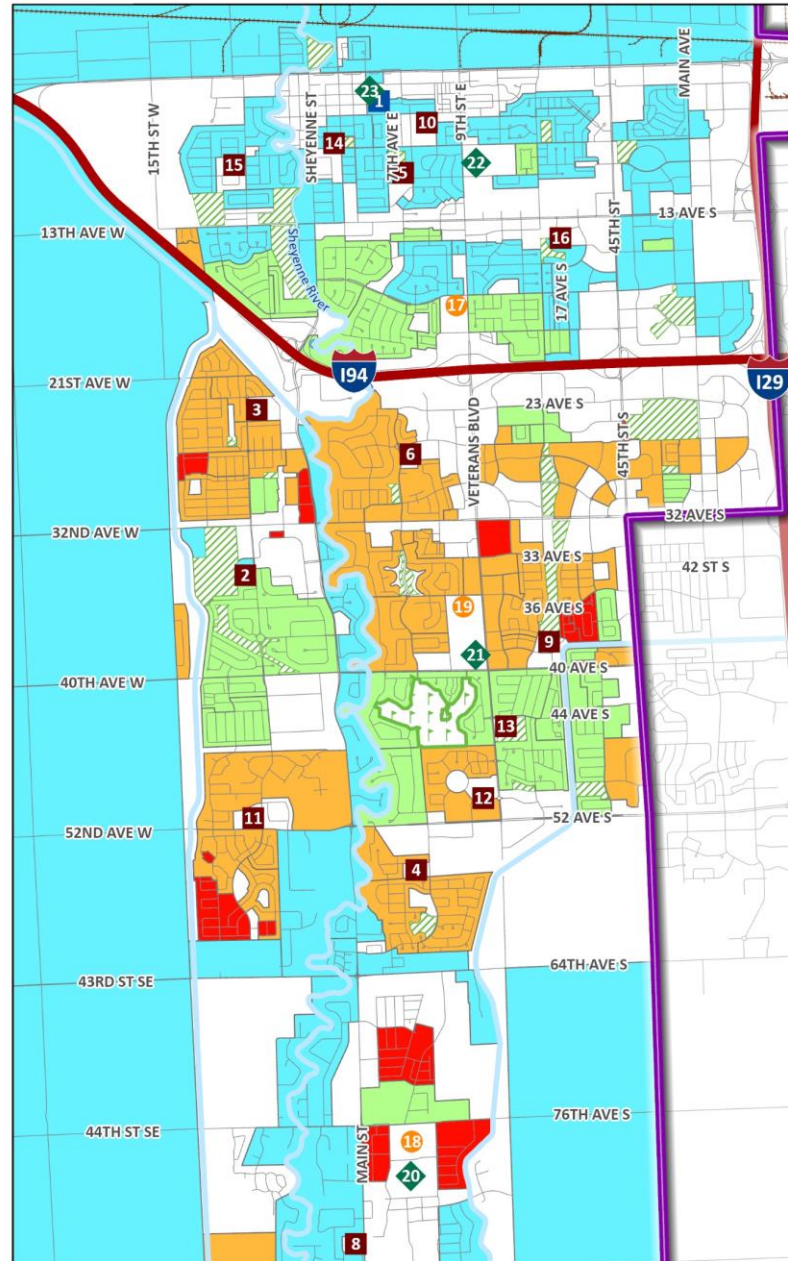 MAIN AVE
23
1
15TH ST W
SHEYENNE ST
7TH AVE E
9TH ST E
10
14
15
5
22
45TH ST
13 AVE S
13TH AVE W
16
Sheyenne River
17 AVE S
17
I94
I29
21ST AVE W
3
23 AVE S
VETERANS BLVD
6
45TH ST S
32ND AVE W
32 AVE S
33 AVE S
42 ST S
2
36 AVE S
19
9
21
40 AVE S
40TH AVE W
44 AVE S
13
12
11
52 AVE S
52ND AVE W
4
64TH AVE S
43RD ST SE
76TH AVE S
44TH ST SE
18
MAIN ST
20
8